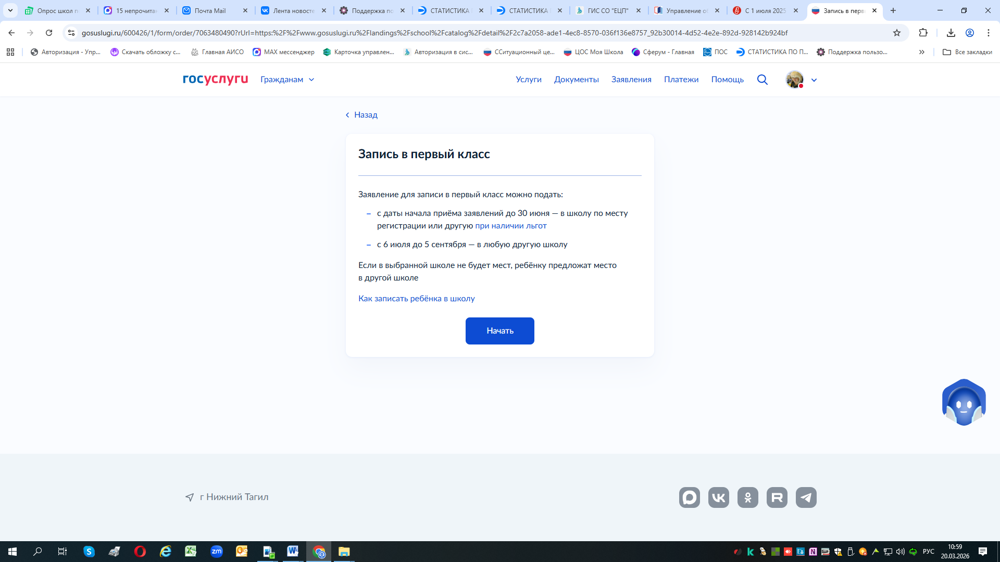 Опрос школ п
15 непрочитан
Почта Mail
Лента новосте
Поддержка по
СТАТИСТИКА
СТАТИСТИКА
ГИС СО "ЕЦП"
Управление об
С 1 июля 2025
Запись в перв
gosuslugi.ru/600426/1/form/order/7063480490?rUrl=https:%2F%2Fwww.gosuslugi.ru%2Flandings%2Fschool%2Fcatalog%2Fdetail%2F2c7a2058-ade1-4ec8-8570-036f136e8757_92b30014-4d52-4e2e-892d-928142b924bf
Авторизация - Упр...
Скачать обложку с...
Главная АИСО
MAX мессенджер
Карточка управлен...
Авторизация в сис...
ССитуационный це...
ЦОС Моя Школа
Сферум - Главная
ПОС
СТАТИСТИКА ПО П...
Поддержка пользо...
Все закладки
госуслуги
Гражданам
Услуги
Документы
Заявления
Платежи
Помощь
Назад
Запись в первый класс
Заявление для записи в первый класс можно подать:
– с даты начала приёма заявлений до 30 июня — в школу по месту
регистрации или другую при наличии льгот
– с 6 июля до 5 сентября — в любую другую школу
Если в выбранной школе не будет мест, ребёнку предложат место
в другой школе
Как записать ребёнка в школу
Начать
г Нижний Тагил
РУС
10:59
20.03.2026